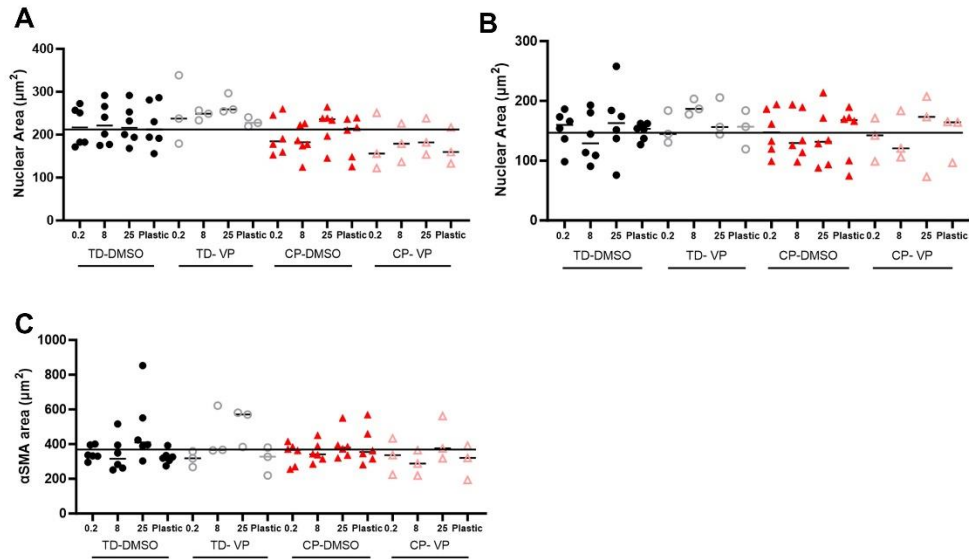 A
Nuclear Area (µm²)
400
300
200
100
0
0.2 8 25 Plastic 0.2 8 25 Plastic 0.2 8 25 Plastic 0.2 8 25 Plastic
TD-DMSO TD- VP CP-DMSO CP- VP
B
Nuclear Area (µm²)
300
200
100
0
0.2 8 25 Plastic 0.2 8 25 Plastic 0.2 8 25 Plastic 0.2 8 25 Plastic
TD-DMSO TD- VP CP-DMSO CP- VP
C
αSMA area (µm²)
1000
800
600
400
200
0
0.2 8 25 Plastic 0.2 8 25 Plastic 0.2 8 25 Plastic 0.2 8 25 Plastic
TD-DMSO TD- VP CP-DMSO CP- VP